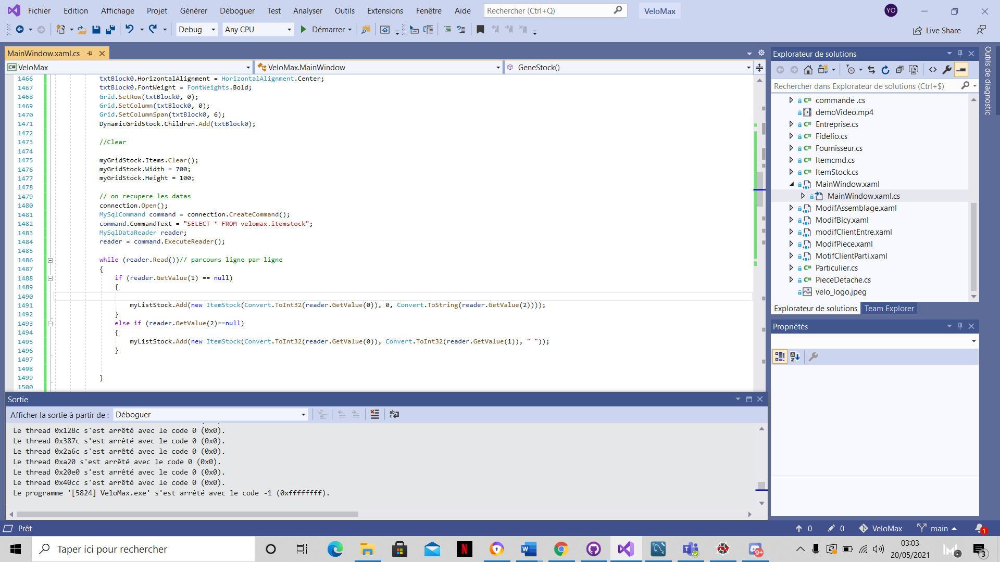 Fichier Edition Affichage Projet Générer Déboguer Test Analyser Outils Extensions Fenêtre Aide Rechercher (Ctrl+Q) VeloMax YO
Debug Any CPU Démarrer Live Share
MainWindow.xaml.cs
VeloMax VeloMax.MainWindow GeneStock()
1466 txtBlock0.HorizontalAlignment = HorizontalAlignment.Center;
1467 txtBlock0.FontWeight = FontWeights.Bold;
1468 Grid.SetRow(txtBlock0, 0);
1469 Grid.SetColumn(txtBlock0, 0);
1470 Grid.SetColumnSpan(txtBlock0, 6);
1471 DynamicGridStock.Children.Add(txtBlock0);
1472
1473 //Clear
1474
1475 myGridStock.Items.Clear();
1476 myGridStock.Width = 700;
1477 myGridStock.Height = 100;
1478
1479 // on recupere les datas
1480 connection.Open();
1481 MySqlCommand command = connection.CreateCommand();
1482 command.CommandText = "SELECT * FROM velomax.itemstock";
1483 MySqlDataReader reader;
1484 reader = command.ExecuteReader();
1485
1486 while (reader.Read())// parcours ligne par ligne
1487 {
1488 if (reader.GetValue(1) == null)
1489 {
1490
1491 myListStock.Add(new ItemStock(Convert.ToInt32(reader.GetValue(0)), 0, Convert.ToString(reader.GetValue(2))));
1492 }
1493 else if (reader.GetValue(2)==null)
1494 {
1495 myListStock.Add(new ItemStock(Convert.ToInt32(reader.GetValue(0)), Convert.ToInt32(reader.GetValue(1)), " "));
1496 }
1497
1498
1499 }
1500
Sortie
Afficher la sortie à partir de : Déboguer
Le thread 0x128c s'est arrêté avec le code 0 (0x0).
Le thread 0x387c s'est arrêté avec le code 0 (0x0).
Le thread 0x2a6c s'est arrêté avec le code 0 (0x0).
Le thread 0xa20 s'est arrêté avec le code 0 (0x0).
Le thread 0x20e0 s'est arrêté avec le code 0 (0x0).
Le thread 0x40cc s'est arrêté avec le code 0 (0x0).
Le programme '[5824] VeloMax.exe' s'est arrêté avec le code -1 (0xffffffff).
Explorateur de solutions
Rechercher dans Explorateur de solutions (Ctrl+$)
commande .cs
demoVideo.mp4
Entreprise.cs
Fidelio.cs
Fournisseur.cs
Itemcmd.cs
ItemStock.cs
MainWindow.xaml
MainWindow.xaml.cs
ModifAssemblage.xaml
ModifBicy.xaml
modifClientEntre.xaml
ModifPiece.xaml
MotifClientParti.xaml
Particulier.cs
PieceDetache.cs
velo_logo.jpeg
Explorateur de solutions Team Explorer
Propriétés
Outils de diagnostic
Prêt 0 0 VeloMax main 1
Taper ici pour rechercher 9+ 03:03
20/05/2021 3 3